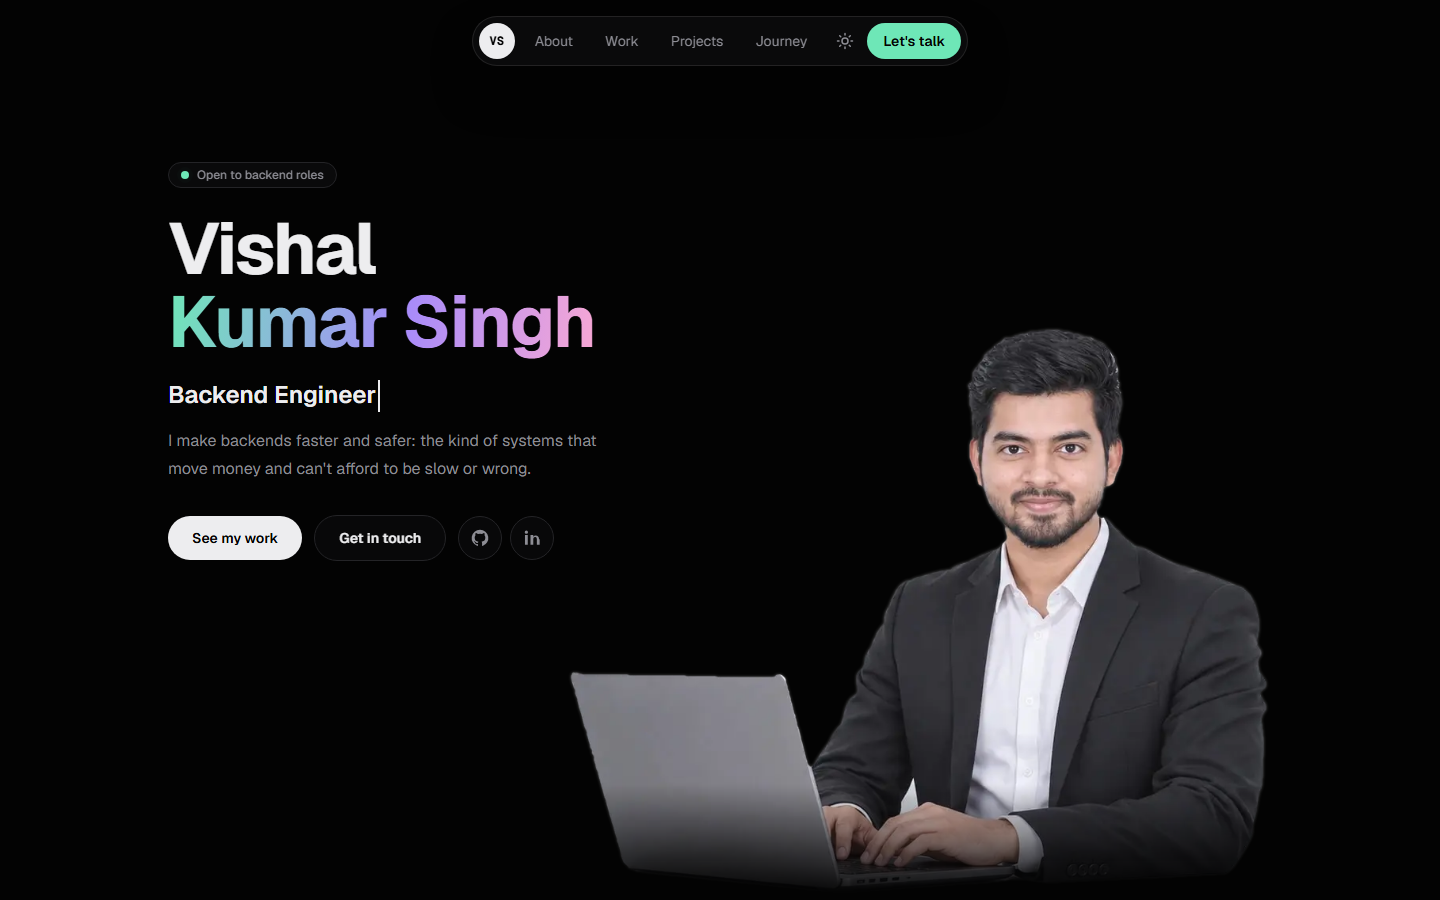 VS
About
Work
Projects
Journey
Let's talk
Open to backend roles
Vishal
Kumar Singh
Backend Engineer
I make backends faster and safer: the kind of systems that
move money and can't afford to be slow or wrong.
See my work
Get in touch
in